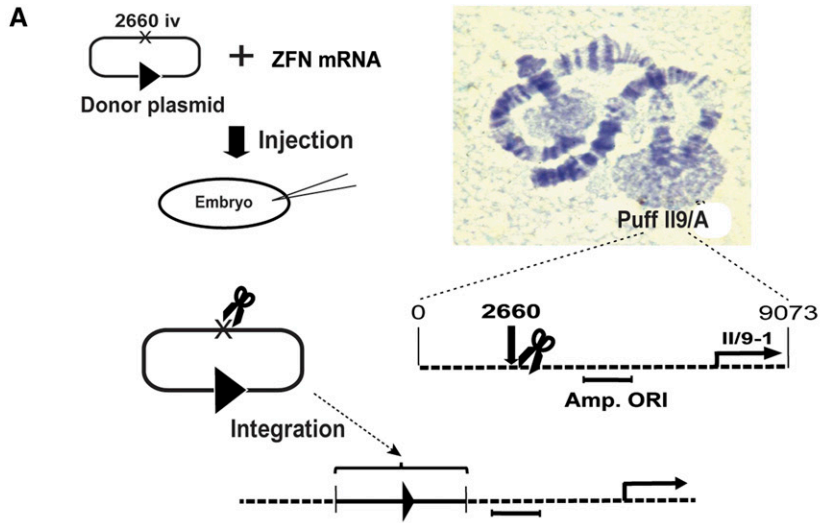 A
2660 iv
X
+ ZFN mRNA
Donor plasmid
Injection
Embryo
Puff II9/A
0
2660
9073
II/9-1
Amp. ORI
X
Integration